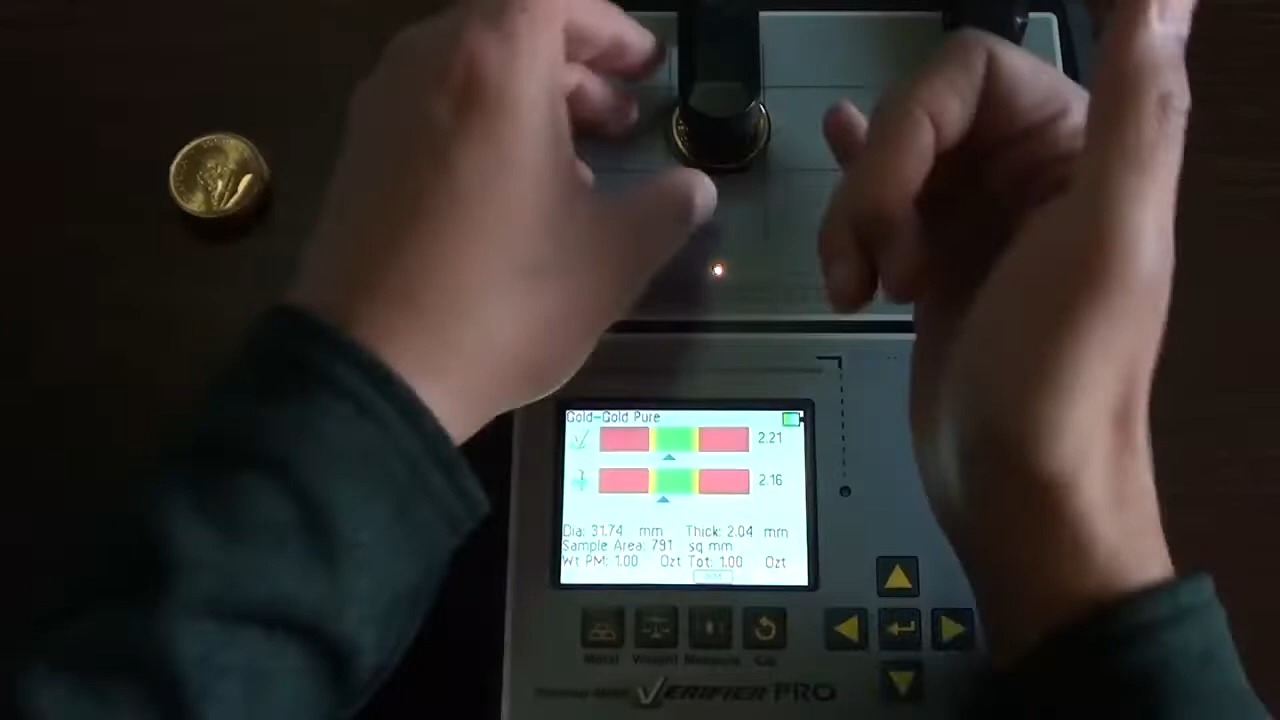 Gold-Gold Pure
2.21
2.16
Dia: 31.74 mm Thick: 2.04 mm
Sample Area: 791 sq mm
Wt PM: 1.00 Ozt Tot: 1.00 Ozt
Metal Weight Measure Cal
VERIFIER PRO